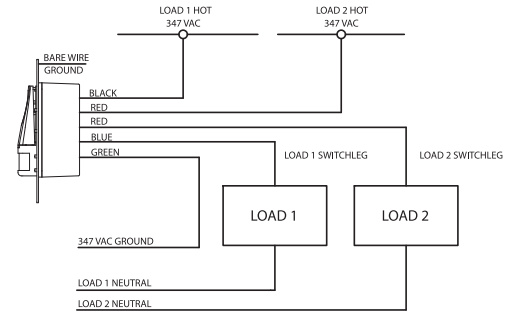 LOAD 1 HOT
347 VAC
LOAD 2 HOT
347 VAC
BARE WIRE
GROUND
BLACK
RED
RED
BLUE
GREEN
LOAD 1 SWITCHLEG
LOAD 2 SWITCHLEG
LOAD 1
LOAD 2
347 VAC GROUND
LOAD 1 NEUTRAL
LOAD 2 NEUTRAL